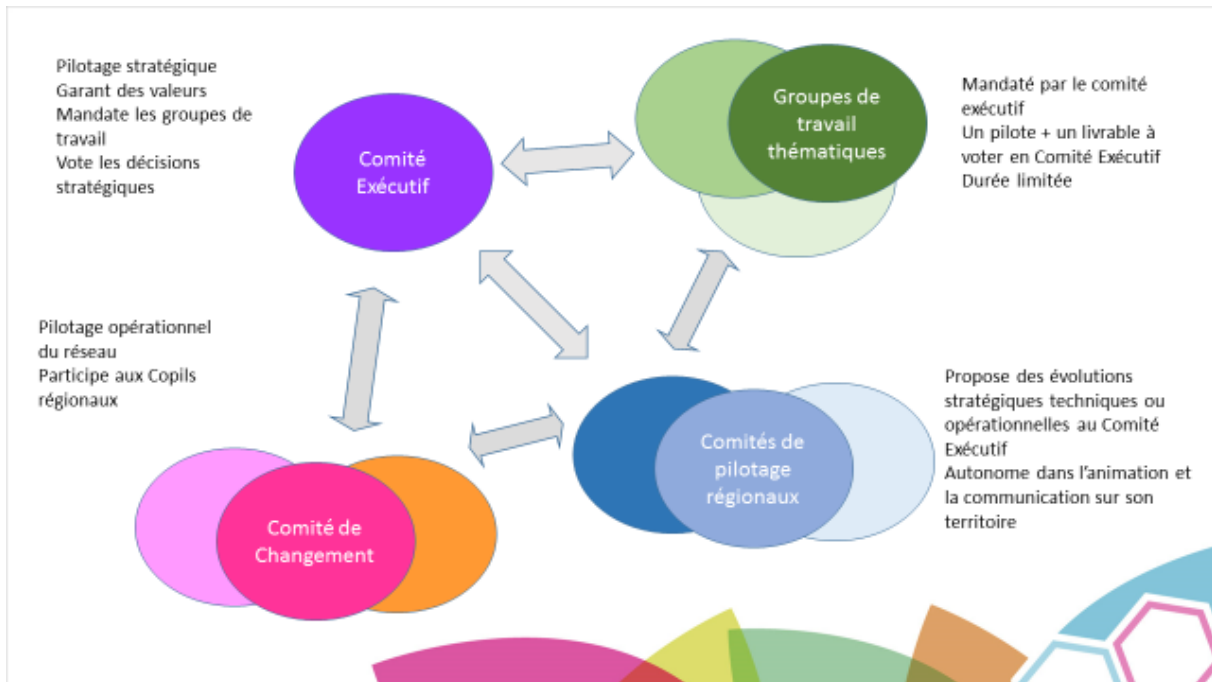 Pilotage stratégique
Garant des valeurs
Mandate les groupes de
travail
Vote les décisions
stratégiques
Comité
Exécutif
Groupes de
travail
thématiques
Mandaté par le comité
exécutif
Un pilote + un livrable à
voter en Comité Exécutif
Durée limitée
Pilotage opérationnel
du réseau
Participe aux Copils
régionaux
Comité de
Changement
Comités de
pilotage
régionaux
Propose des évolutions
stratégiques techniques ou
opérationnelles au Comité
Exécutif
Autonome dans l'animation et
la communication sur son
territoire